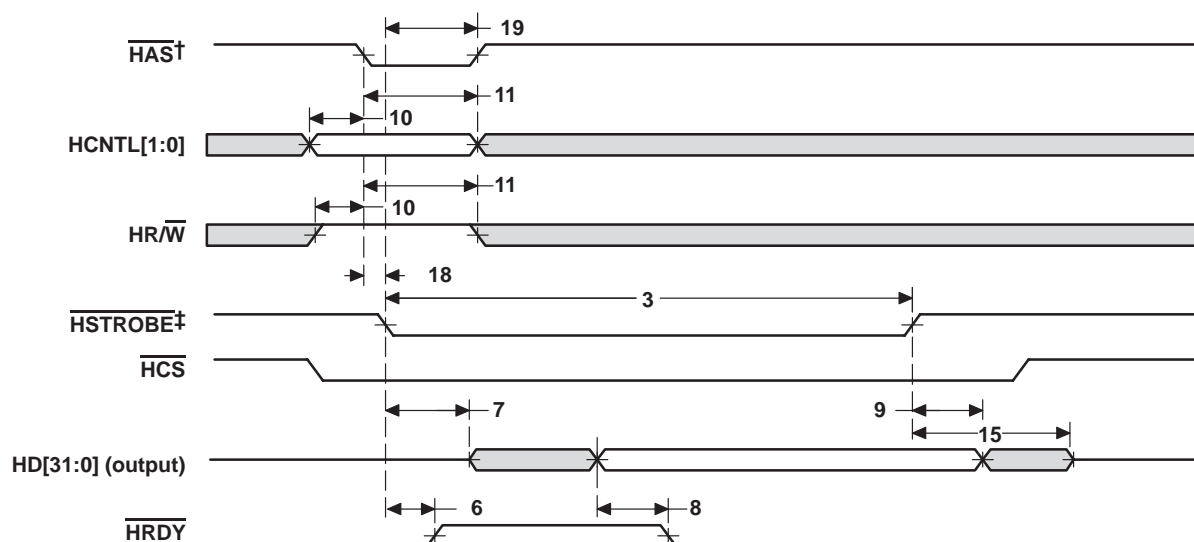 19
HAS†
11
10
HCNTL[1:0]
11
10
HR/W
18
3
HSTROBE‡
HCS
7
9
15
HD[31:0] (output)
6
8
HRDY